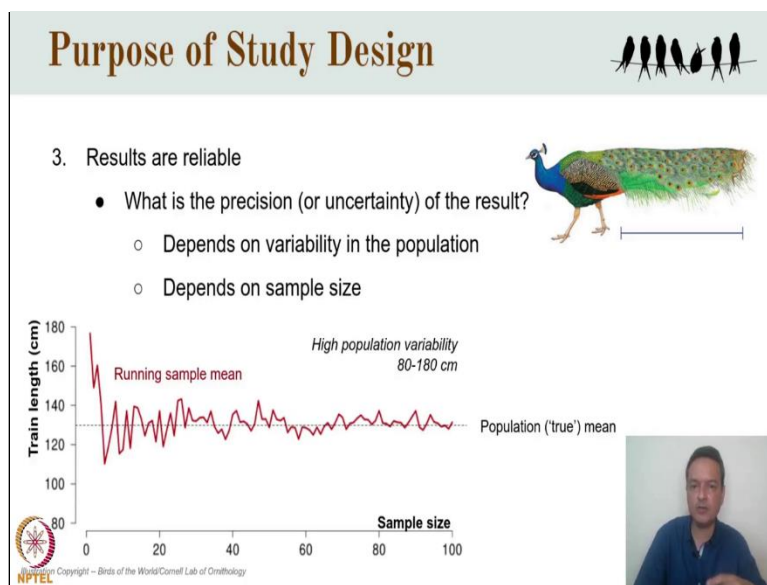 Purpose of Study Design
3. Results are reliable
● What is the precision (or uncertainty) of the result?
○ Depends on variability in the population
○ Depends on sample size
Train length (cm)
180
160
140
120
100
80
Running sample mean
High population variability
80-180 cm
Population ('true') mean
Sample size
0
20
40
60
80
100
Illustration Copyright – Birds of the World/Cornell Lab of Ornithology
NPTEL